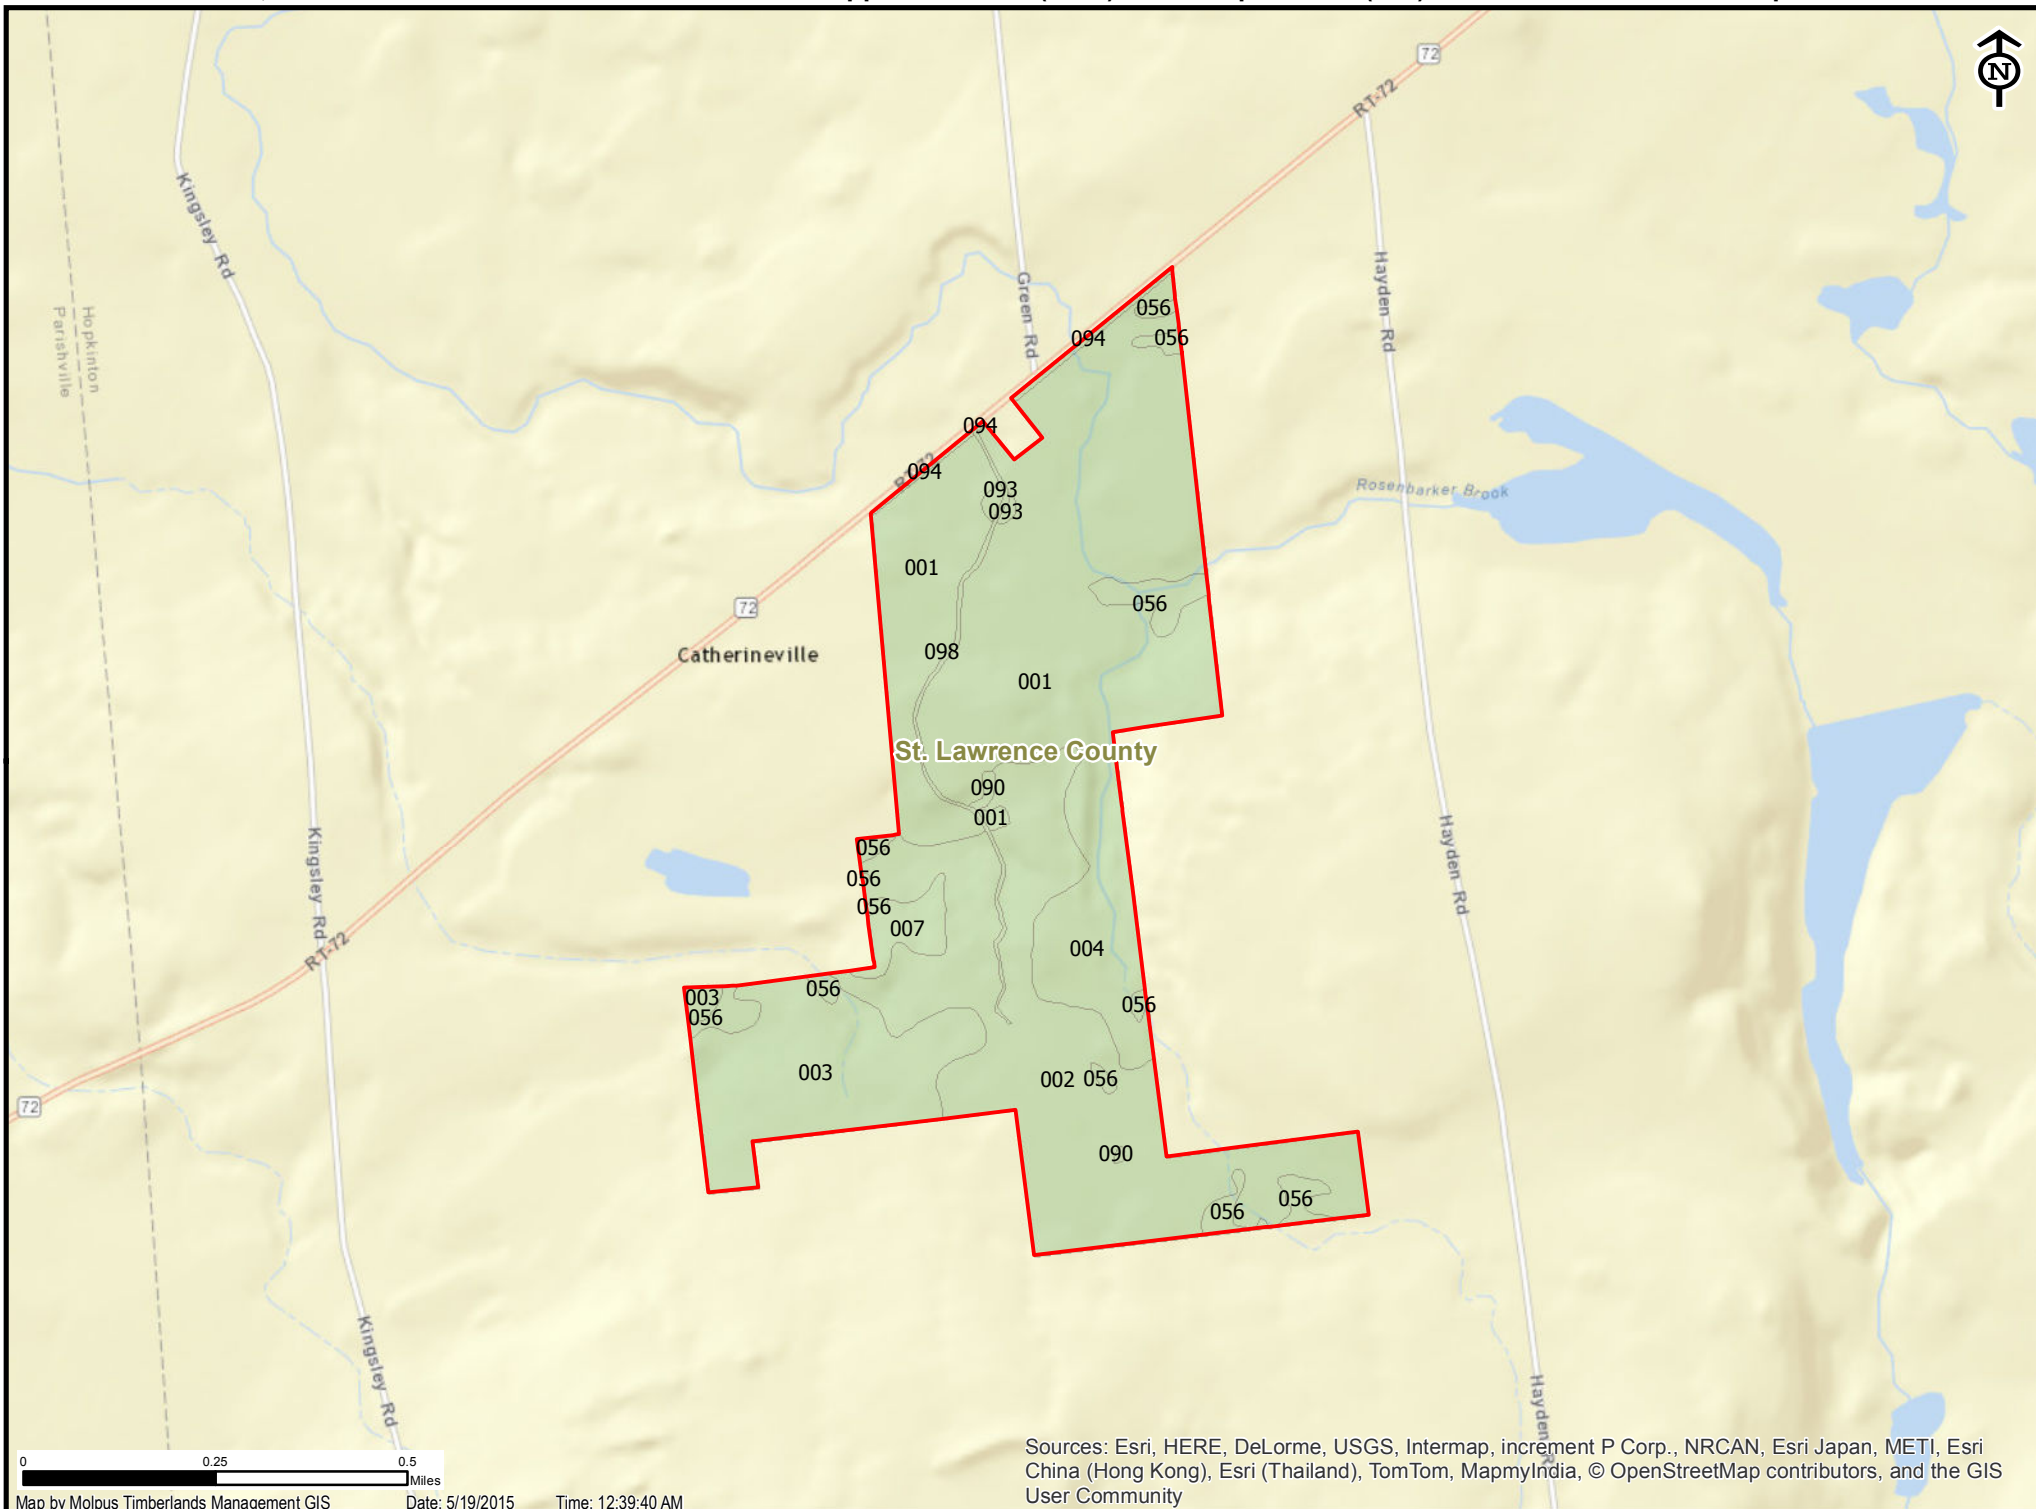 72
RT-72
N
Kingsley Rd
Green Rd
Hayden Rd
Hopkinton
Parishville
056
056
094
094
094
RT-72
093
093
Rosenbarker Brook
001
056
72
Catherineville
098
001
St. Lawrence County
090
001
056
056
056
007
Kingsley Rd
Hayden Rd
RT-72
004
003
056
056
056
003
002
056
72
090
056
056
Kingsley Rd
Hayden Rd
0 0.25 0.5
Miles
Map by Molpus Timberlands Management GIS Date: 5/19/2015 Time: 12:39:40 AM
Sources: Esri, HERE, DeLorme, USGS, Intermap, increment P Corp., NRCAN, Esri Japan, METI, Esri
China (Hong Kong), Esri (Thailand), TomTom, MapmyIndia, © OpenStreetMap contributors, and the GIS
User Community